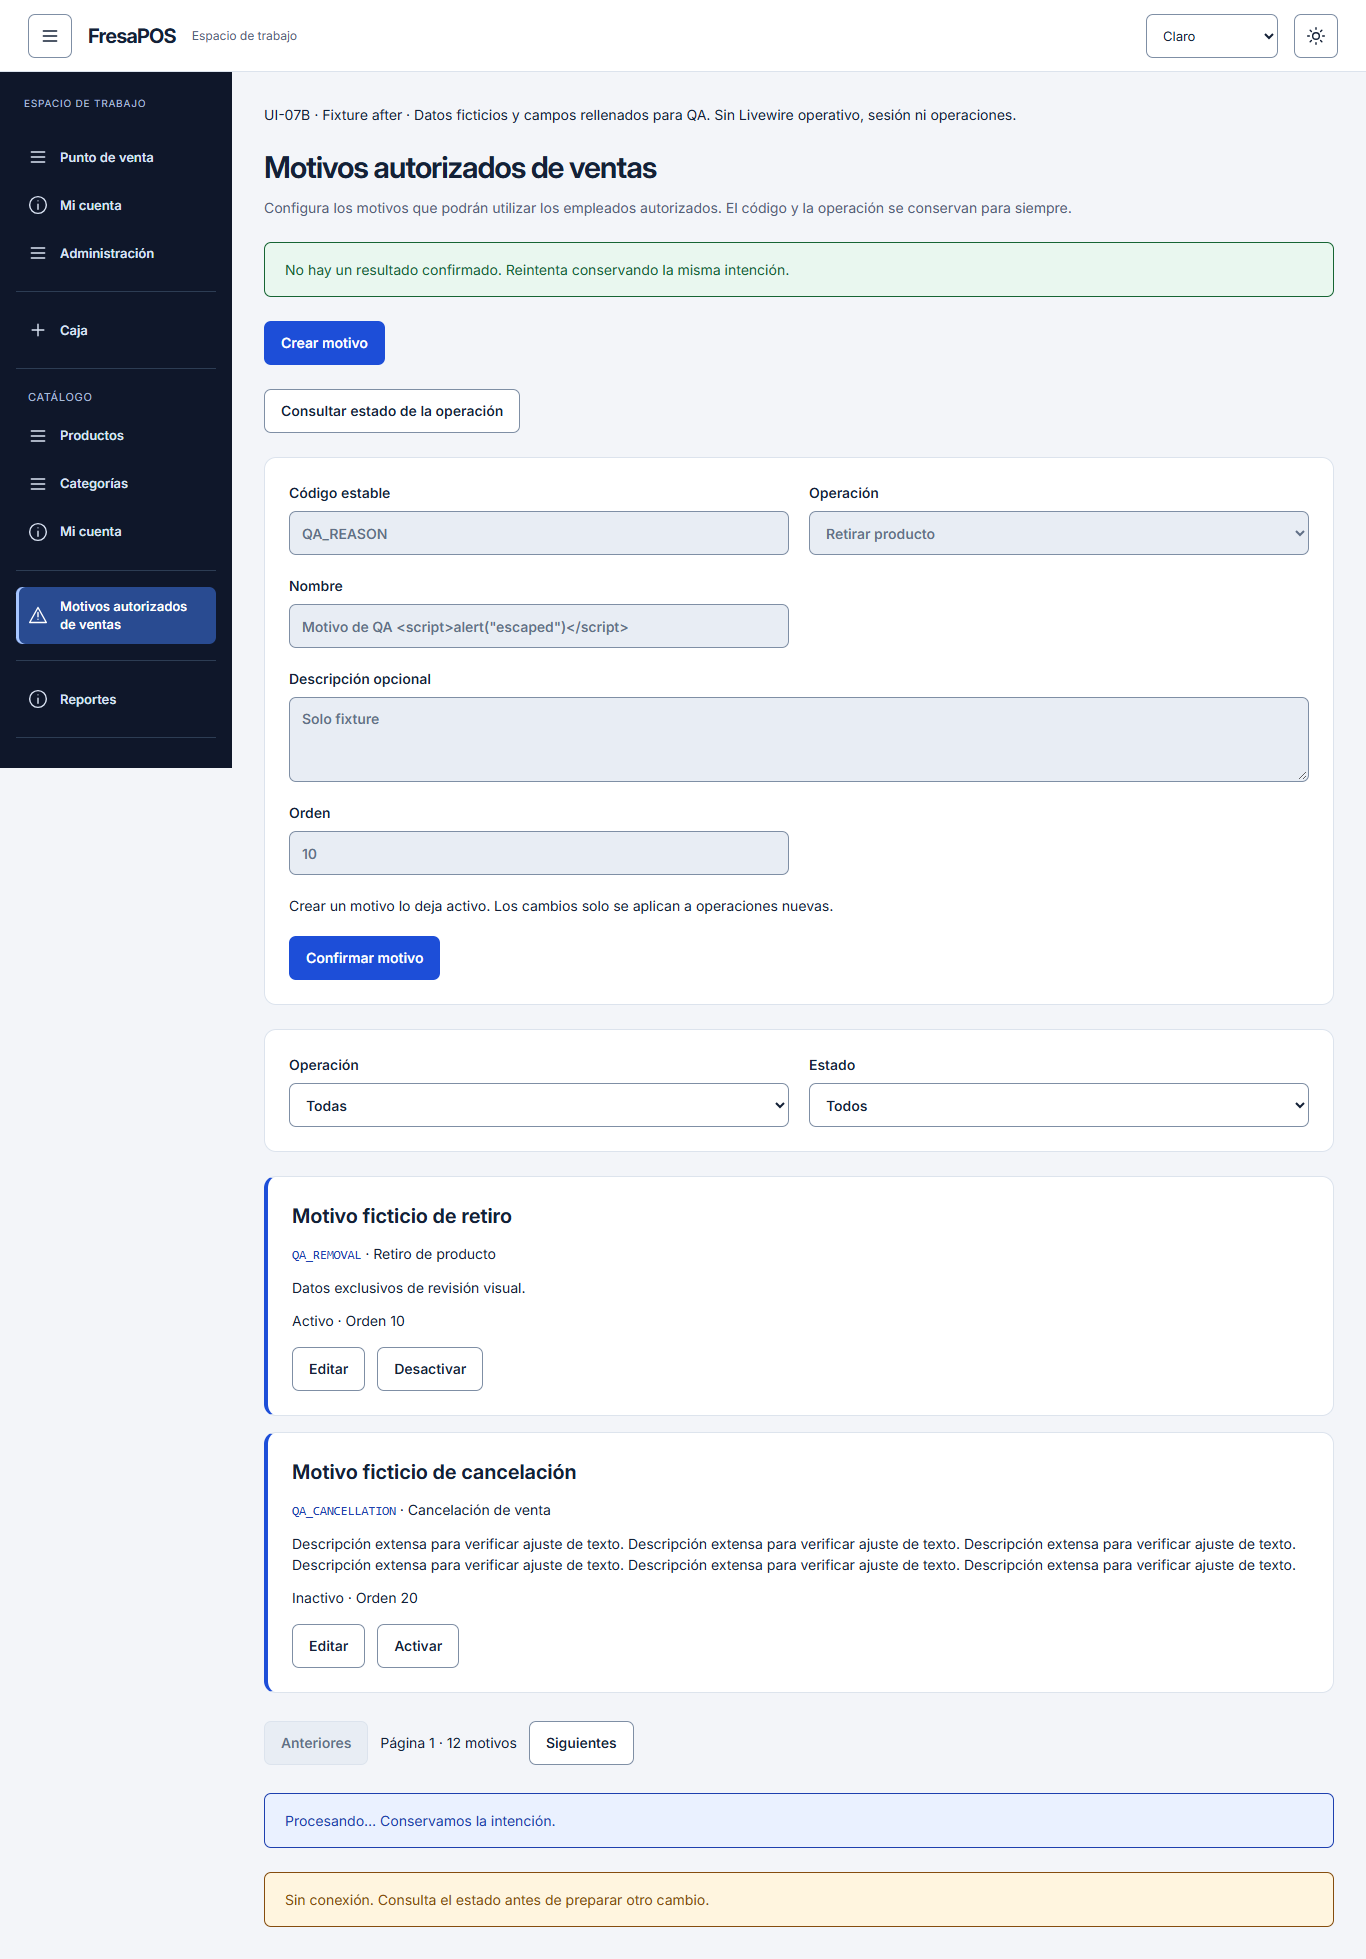 FresaPOS
Espacio de trabajo
Claro
ESPACIO DE TRABAJO
Punto de venta
Mi cuenta
Administración
Caja
CATÁLOGO
Productos
Categorías
Mi cuenta
Motivos autorizados
de ventas
Reportes
UI-07B · Fixture after · Datos ficticios y campos rellenados para QA. Sin Livewire operativo, sesión ni operaciones.
Motivos autorizados de ventas
Configura los motivos que podrán utilizar los empleados autorizados. El código y la operación se conservan para siempre.
No hay un resultado confirmado. Reintenta conservando la misma intención.
Crear motivo
Consultar estado de la operación
Código estable
Operación
QA_REASON
Retirar producto
Nombre
Motivo de QA <script>alert("escaped")</script>
Descripción opcional
Solo fixture
Orden
10
Crear un motivo lo deja activo. Los cambios solo se aplican a operaciones nuevas.
Confirmar motivo
Operación
Estado
Todas
Todos
Motivo ficticio de retiro
QA_REMOVAL · Retiro de producto
Datos exclusivos de revisión visual.
Activo · Orden 10
Editar
Desactivar
Motivo ficticio de cancelación
QA_CANCELLATION · Cancelación de venta
Descripción extensa para verificar ajuste de texto. Descripción extensa para verificar ajuste de texto. Descripción extensa para verificar ajuste de texto.
Descripción extensa para verificar ajuste de texto. Descripción extensa para verificar ajuste de texto. Descripción extensa para verificar ajuste de texto.
Inactivo · Orden 20
Editar
Activar
Anteriores
Página 1 · 12 motivos
Siguientes
Procesando... Conservamos la intención.
Sin conexión. Consulta el estado antes de preparar otro cambio.